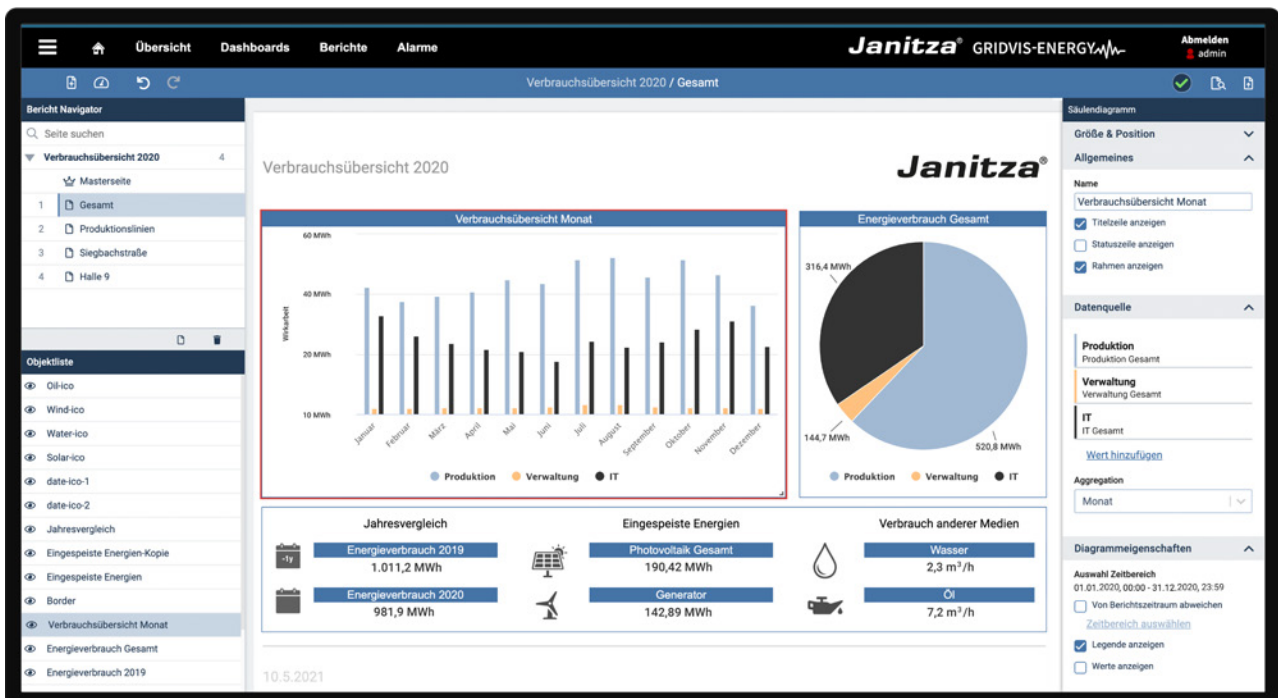 Übersicht
Dashboards
Berichte
Alarme
Janitza® GRIDVIS-ENERGY
Abmelden
admin
Verbrauchsübersicht 2020 / Gesamt
Bericht Navigator
Seite suchen
Verbrauchsübersicht 2020 4
Masterseite
1 Gesamt
2 Produktionslinien
3 Siegbachstraße
4 Halle 9
Objektliste
Oil-ico
Wind-ico
Water-ico
Solar-ico
date-ico-1
date-ico-2
Jahresvergleich
Eingespeiste Energien-Kopie
Eingespeiste Energien
Border
Verbrauchsübersicht Monat
Energieverbrauch Gesamt
Energieverbrauch 2019
Verbrauchsübersicht 2020
Janitza®
Verbrauchsübersicht Monat
60 MWh
40 MWh
20 MWh
10 MWh
Wirkarbeit
Januar
Februar
März
April
Mai
Juni
Juli
August
September
Oktober
November
Dezember
Produktion
Verwaltung
IT
Energieverbrauch Gesamt
316,4 MWh
144,7 MWh
520,8 MWh
Produktion
Verwaltung
IT
Jahresvergleich
-1y
Energieverbrauch 2019
1.011,2 MWh
Energieverbrauch 2020
981,9 MWh
Eingespeiste Energien
Photovoltaik Gesamt
190,42 MWh
Generator
142,89 MWh
Verbrauch anderer Medien
Wasser
2,3 m³/h
Öl
7,2 m³/h
10.5.2021
Säulendiagramm
Größe & Position
Allgemeines
Name
Verbrauchsübersicht Monat
Titelzeile anzeigen
Statuszeile anzeigen
Rahmen anzeigen
Datenquelle
Produktion
Produktion Gesamt
Verwaltung
Verwaltung Gesamt
IT
IT Gesamt
Wert hinzufügen
Aggregation
Monat
Diagrammeigenschaften
Auswahl Zeitbereich
01.01.2020, 00:00 - 31.12.2020, 23:59
Von Berichtszeitraum abweichen
Zeitbereich auswählen
Legende anzeigen
Werte anzeigen